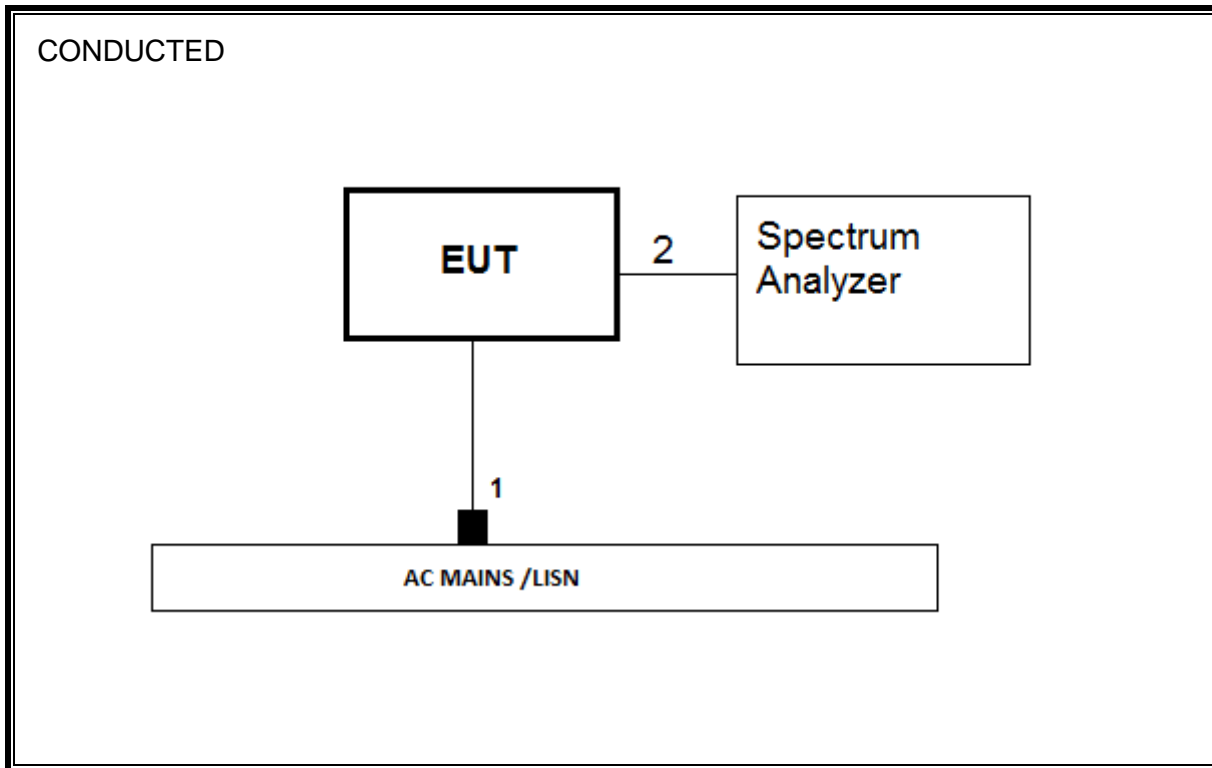 CONDUCTED
EUT
2
Spectrum
Analyzer
1
AC MAINS /LISN